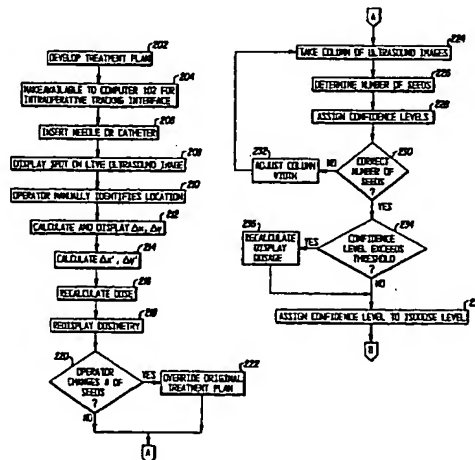 202
DEVELOP TREATMENT PLAN
204
MAKE AVAILABLE TO COMPUTER 102 FOR
INTRAOPERATIVE TRACKING INTERFACE
206
INSERT NEEDLE OR CATHETER
208
DISPLAY SPOT ON LIVE ULTRASOUND IMAGE
210
OPERATOR MANUALLY IDENTIFIES LOCATION
212
CALCULATE AND DISPLAY Δx, Δy
214
CALCULATE Δx', Δy'
216
RECALCULATE DOSE
218
REDISPLAY DOSIMETRY
220
OPERATOR
CHANGES # OF
SEEDS
?
YES
NO
222
OVERRIDE ORIGINAL
TREATMENT PLAN
A
A
224
TAKE COLUMN OF ULTRASOUND IMAGES
226
DETERMINE NUMBER OF SEEDS
228
ASSIGN CONFIDENCE LEVELS
230
CORRECT
NUMBER OF
SEEDS
?
NO
232
ADJUST COLUMN
WIDTH
YES
234
CONFIDENCE
LEVEL EXCEEDS
THRESHOLD
?
YES
236
RECALCULATE
DISPLAY
DOSAGE
NO
ASSIGN CONFIDENCE LEVEL TO ISODOSE LEVEL
B